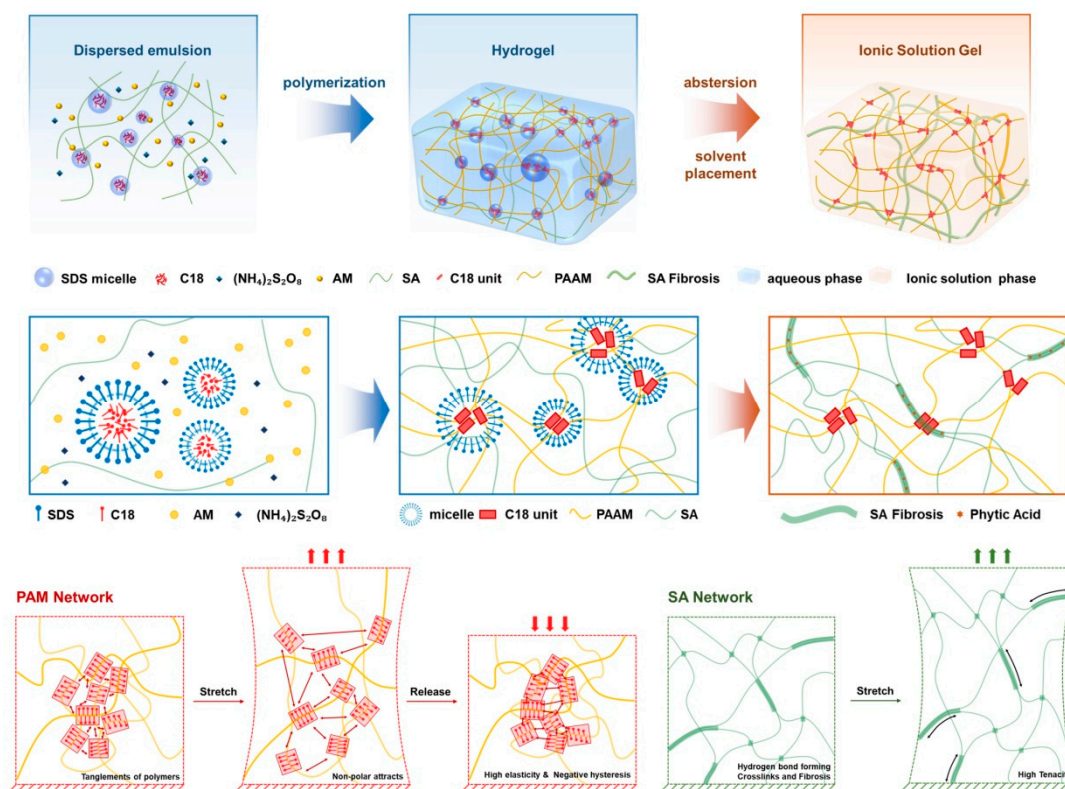 Dispersed emulsion
polymerization
Hydrogel
abstersion
solvent
placement
Ionic Solution Gel
SDS micelle C18 (NH₄)₂S₂O₈ AM SA C18 unit PAAM SA Fibrosis aqueous phase Ionic solution phase
SDS C18 AM (NH₄)₂S₂O₈
micelle C18 unit PAAM SA
SA Fibrosis Phytic Acid
PAM Network
Tanglements of polymers
Stretch
Non-polar attracts
Release
High elasticity & Negative hysteresis
SA Network
Hydrogen bond forming
Crosslinks and Fibrosis
Stretch
High Tenacit